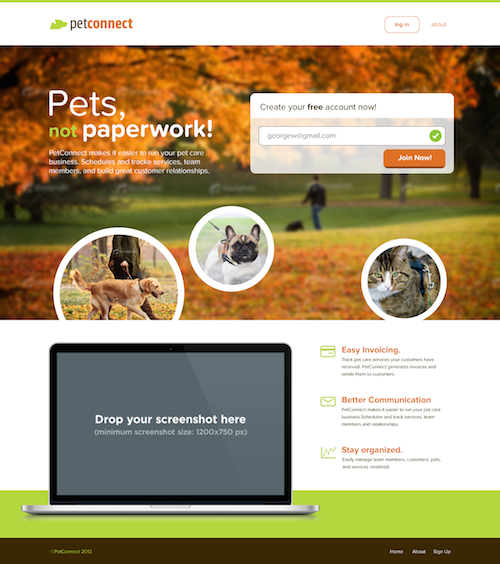 petconnect
log in
about
Pets,
not paperwork!
PetConnect makes it easier to run your pet care
business. Schedules and tracke services, team
members, and build great customer relationships.
Create your free account now!
georgew@gmail.com
Join Now!
Drop your screenshot here
(minimum screenshot size: 1200x750 px)
Easy Invoicing.
Track pet care services your customers have
received. PetConnect generates invoices and
sends them to customers.
Better Communication
PetConnect makes it easier to run your pet care
business Schedules and track services, team
members and relationships.
Stay organized.
Easily manage team members, customers, pets,
and services rendered.
©PetConnect 2013
Home
About
Sign Up